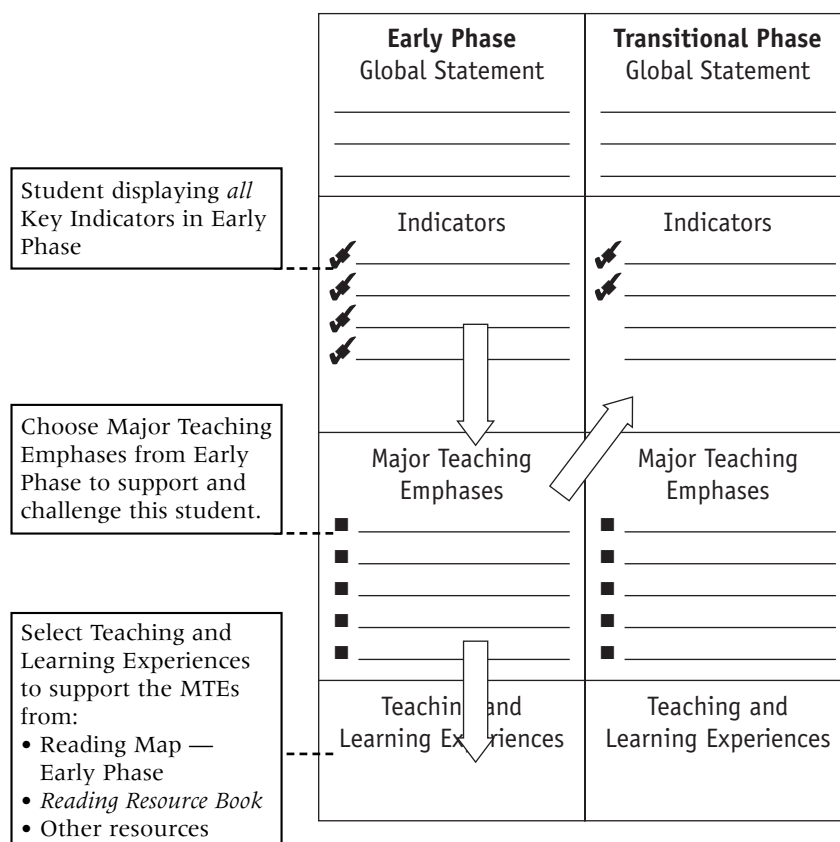 Early Phase
Global Statement
Transitional Phase
Global Statement
Student displaying all
Key Indicators in Early
Phase
Indicators
Indicators
Choose Major Teaching
Emphases from Early
Phase to support and
challenge this student.
Major Teaching
Emphases
Major Teaching
Emphases
Select Teaching and
Learning Experiences
to support the MTEs
from:
• Reading Map —
Early Phase
• Reading Resource Book
• Other resources
Teaching and
Learning Experiences
Teaching and
Learning Experiences